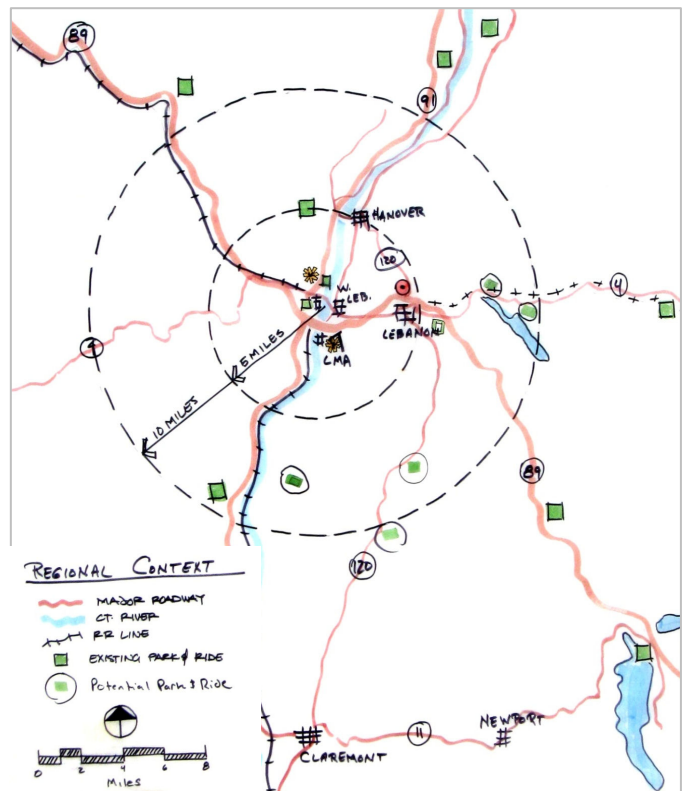 89
91
HANOVER
120
W.
LEB.
4
LEBANON
LMA
4
5 MILES
10 MILES
89
120
REGIONAL CONTEXT
MAJOR ROADWAY
CT. RIVER
RR LINE
EXISTING PARK & RIDE
Potential Park & Ride
0 2 4 6 8
Miles
NEWPORT
11
CLAREMONT